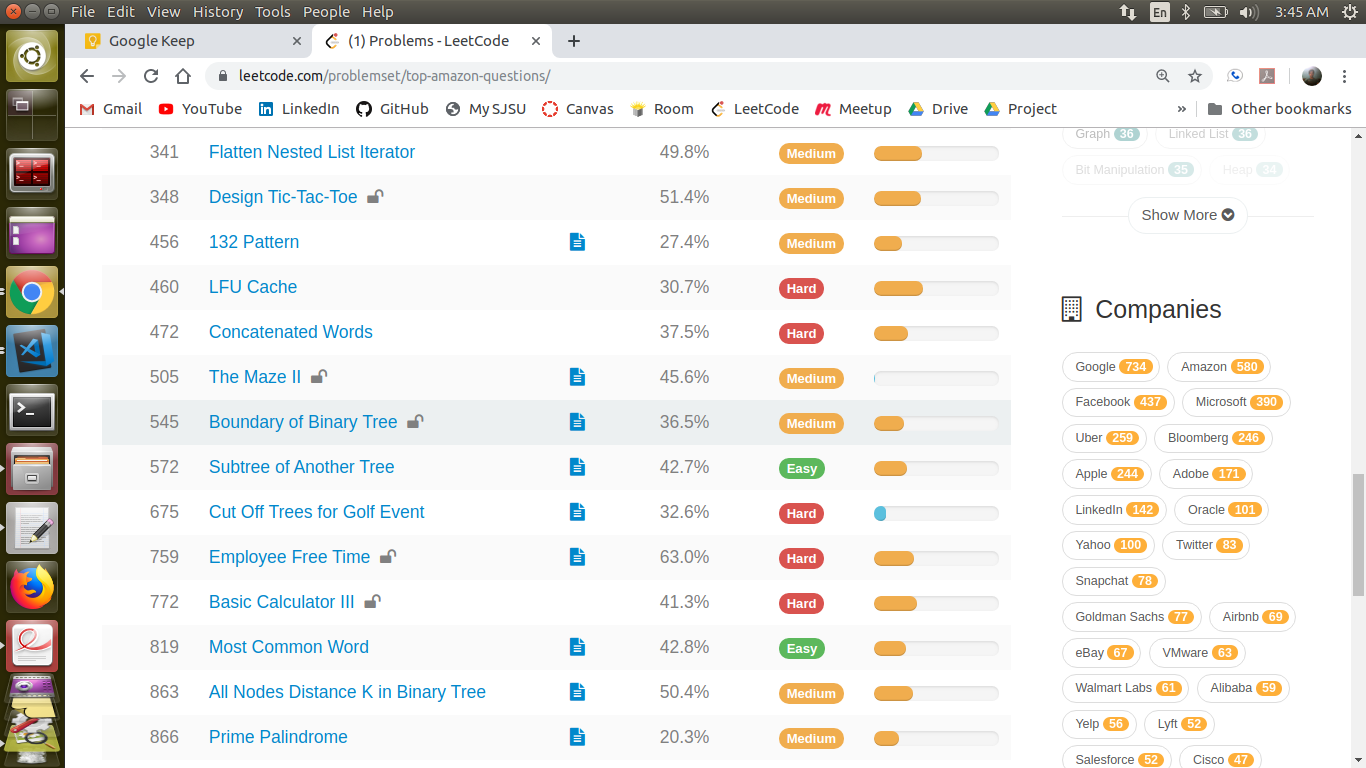 File Edit View History Tools People Help
En 3:45 AM
Google Keep
(1) Problems - LeetCode
leetcode.com/problemset/top-amazon-questions/
Gmail YouTube LinkedIn GitHub My SJSU Canvas Room LeetCode Meetup Drive Project » Other bookmarks
341 Flatten Nested List Iterator 49.8% Medium
348 Design Tic-Tac-Toe 51.4% Medium
456 132 Pattern 27.4% Medium
460 LFU Cache 30.7% Hard
472 Concatenated Words 37.5% Hard
505 The Maze II 45.6% Medium
545 Boundary of Binary Tree 36.5% Medium
572 Subtree of Another Tree 42.7% Easy
675 Cut Off Trees for Golf Event 32.6% Hard
759 Employee Free Time 63.0% Hard
772 Basic Calculator III 41.3% Hard
819 Most Common Word 42.8% Easy
863 All Nodes Distance K in Binary Tree 50.4% Medium
866 Prime Palindrome 20.3% Medium
Graph 36 Linked List 36
Bit Manipulation 35 Heap 34
Show More
Companies
Google 734 Amazon 580
Facebook 437 Microsoft 390
Uber 259 Bloomberg 246
Apple 244 Adobe 171
LinkedIn 142 Oracle 101
Yahoo 100 Twitter 83
Snapchat 78
Goldman Sachs 77 Airbnb 69
eBay 67 VMware 63
Walmart Labs 61 Alibaba 59
Yelp 56 Lyft 52
Salesforce 52 Cisco 47